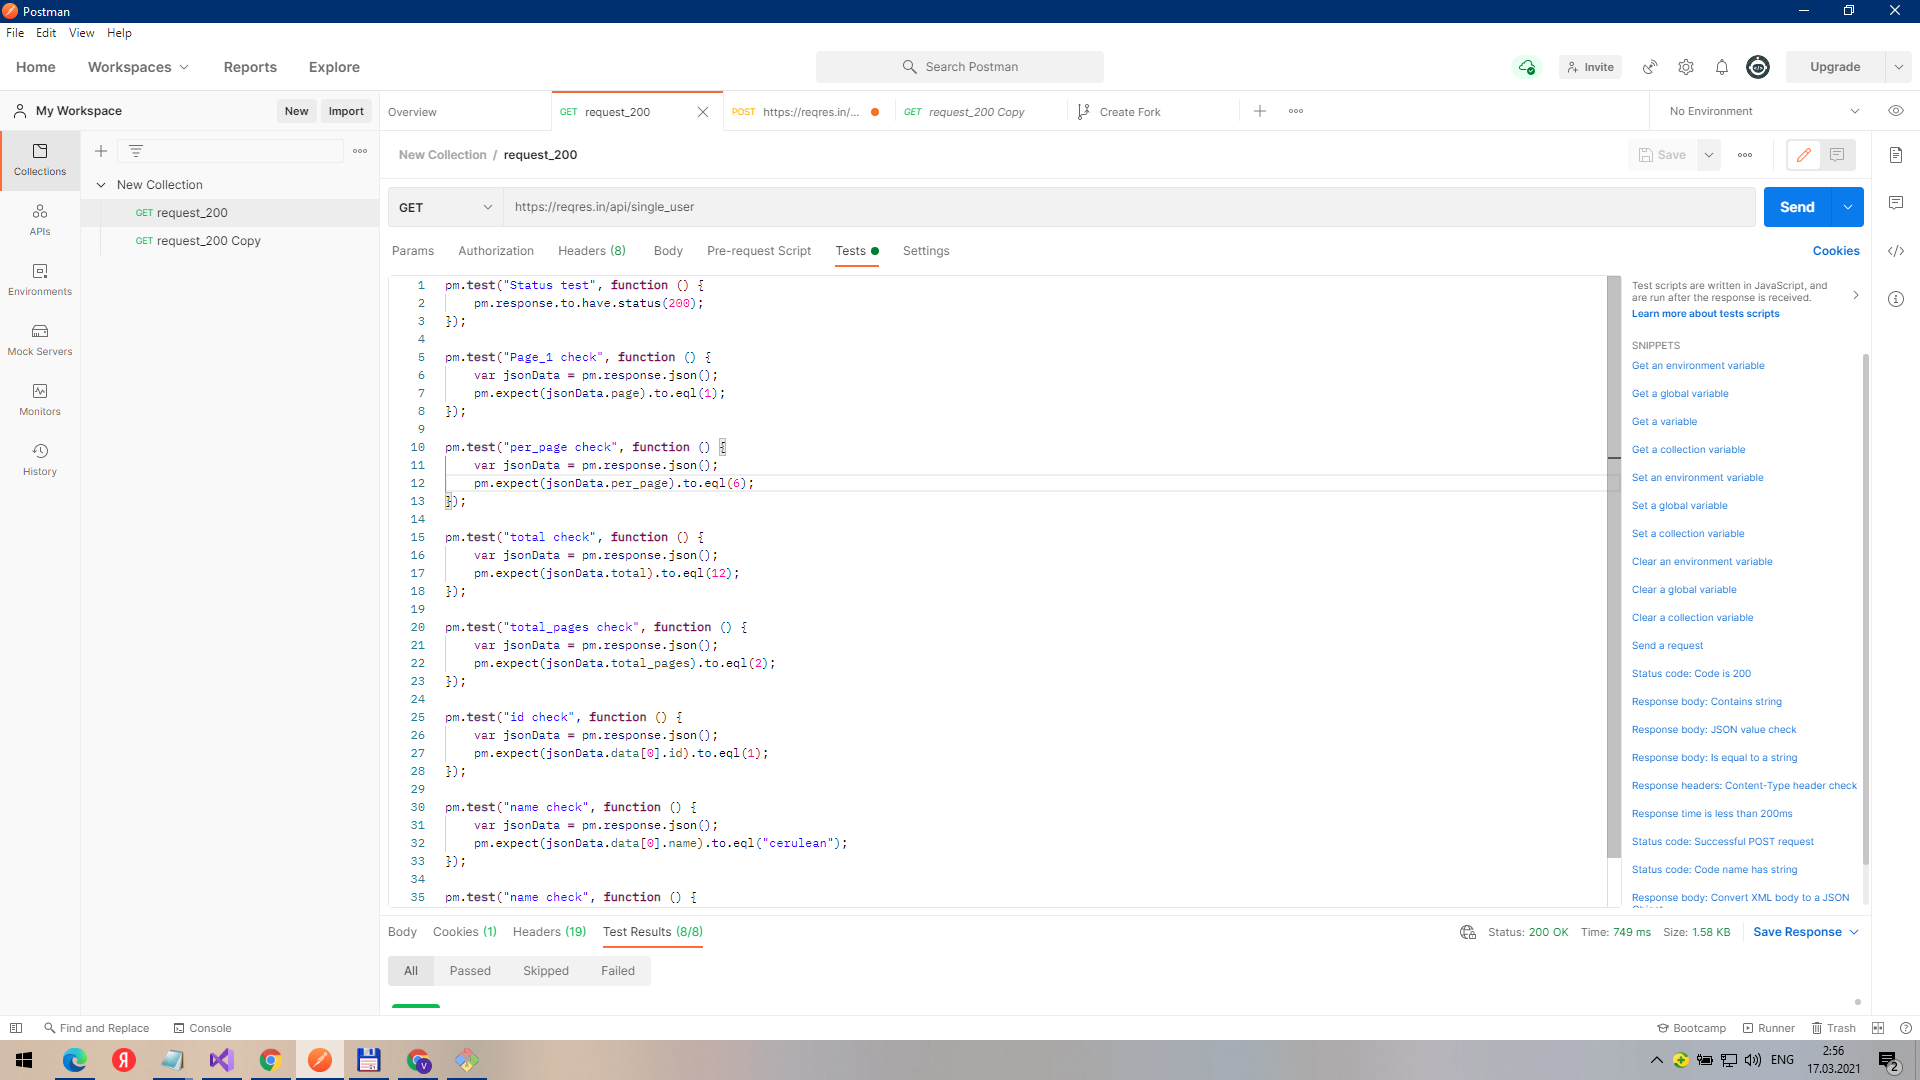 Postman
File Edit View Help
Home Workspaces Reports Explore
Search Postman
Invite
Upgrade
My Workspace New Import
Overview
GET request_200
POST https://reqres.in/...
GET request_200 Copy
Create Fork
No Environment
Collections
APIs
Environments
Mock Servers
Monitors
History
New Collection
GET request_200
GET request_200 Copy
New Collection / request_200
Save
GET https://reqres.in/api/single_user
Send
Params Authorization Headers (8) Body Pre-request Script Tests Settings
Cookies
1 pm.test("Status test", function () {
2 pm.response.to.have.status(200);
3 });
4
5 pm.test("Page_1 check", function () {
6 var jsonData = pm.response.json();
7 pm.expect(jsonData.page).to.eql(1);
8 });
9
10 pm.test("per_page check", function () {
11 var jsonData = pm.response.json();
12 pm.expect(jsonData.per_page).to.eql(6);
13 });
14
15 pm.test("total check", function () {
16 var jsonData = pm.response.json();
17 pm.expect(jsonData.total).to.eql(12);
18 });
19
20 pm.test("total_pages check", function () {
21 var jsonData = pm.response.json();
22 pm.expect(jsonData.total_pages).to.eql(2);
23 });
24
25 pm.test("id check", function () {
26 var jsonData = pm.response.json();
27 pm.expect(jsonData.data[0].id).to.eql(1);
28 });
29
30 pm.test("name check", function () {
31 var jsonData = pm.response.json();
32 pm.expect(jsonData.data[0].name).to.eql("cerulean");
33 });
34
35 pm.test("name check", function () {
Test scripts are written in JavaScript, and
are run after the response is received.
Learn more about tests scripts
SNIPPETS
Get an environment variable
Get a global variable
Get a variable
Get a collection variable
Set an environment variable
Set a global variable
Set a collection variable
Clear an environment variable
Clear a global variable
Clear a collection variable
Send a request
Status code: Code is 200
Response body: Contains string
Response body: JSON value check
Response body: Is equal to a string
Response headers: Content-Type header check
Response time is less than 200ms
Status code: Successful POST request
Status code: Code name has string
Response body: Convert XML body to a JSON
Object
Body Cookies (1) Headers (19) Test Results (8/8)
Status: 200 OK Time: 749 ms Size: 1.58 KB Save Response
All Passed Skipped Failed
Find and Replace Console
Bootcamp Runner Trash
ENG
2:56
17.03.2021
2